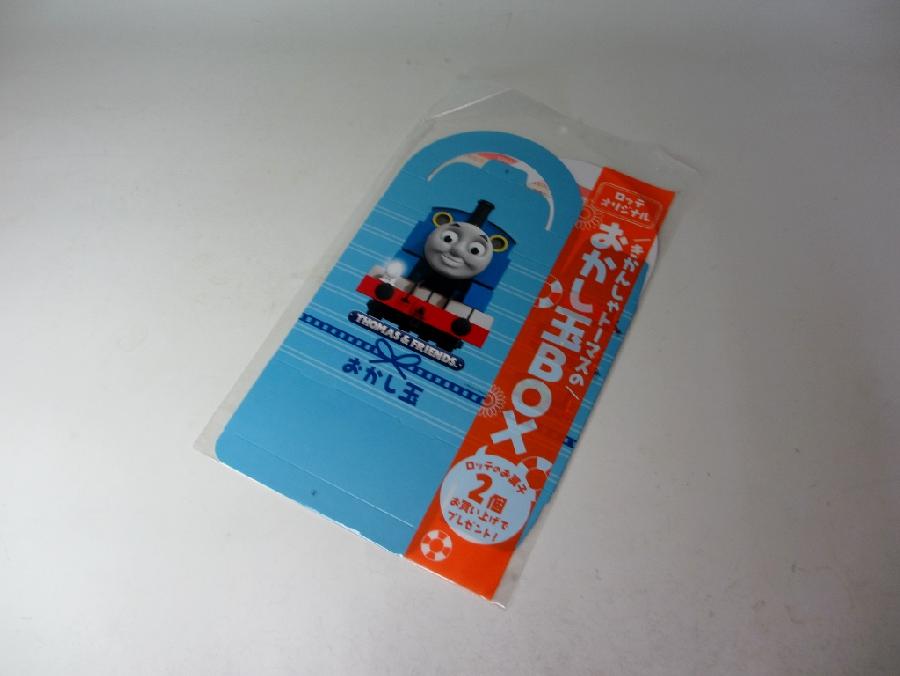 THOMAS & FRIENDS
おかし玉
ロッテ
オリジナル
きかんしゃトーマスの
おかし玉BOX
ロッテのお菓子
2個
お買い上げで
プレゼント!